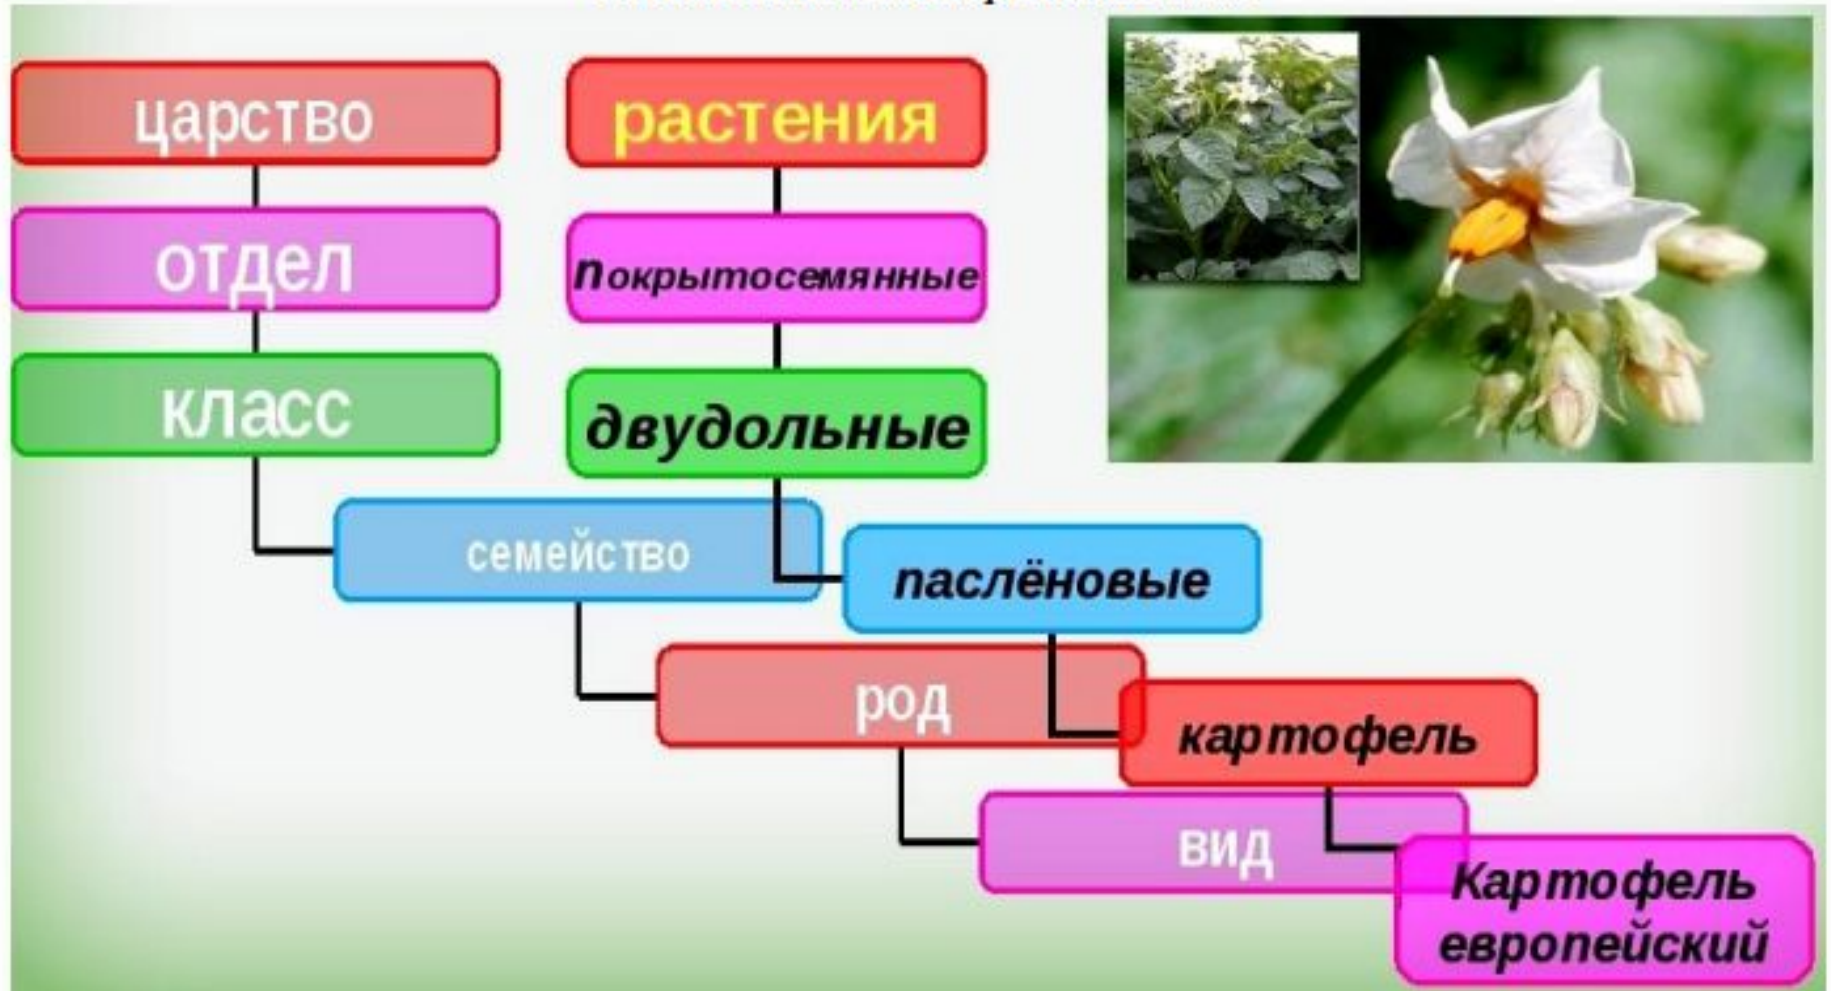 царство
растения
отдел
Покрытосемянные
класс
двудольные
семейство
паслёновые
род
картофель
вид
Картофель
европейский